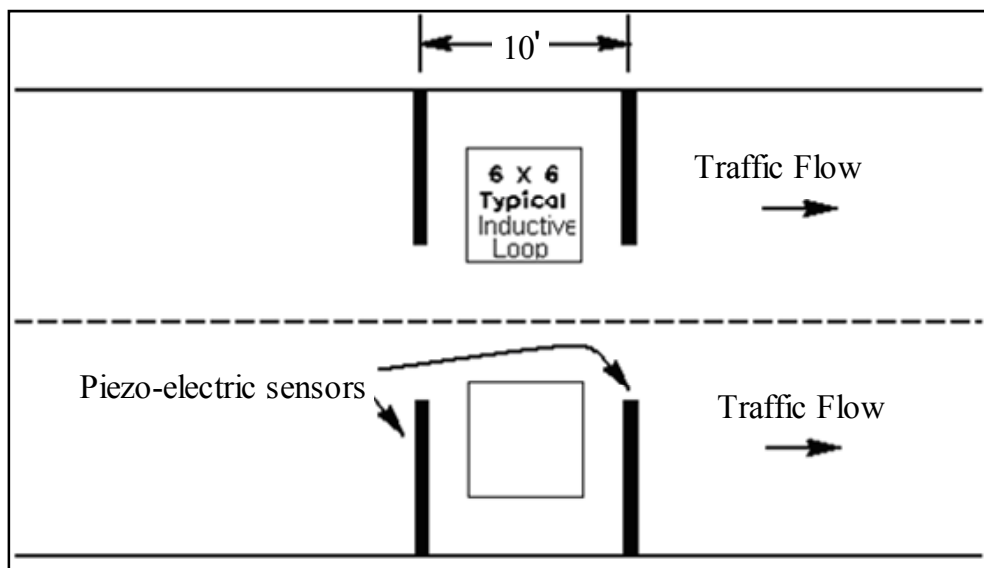 10'
6 X 6
Typical
Inductive
Loop
Traffic Flow
Piezo-electric sensors
Traffic Flow